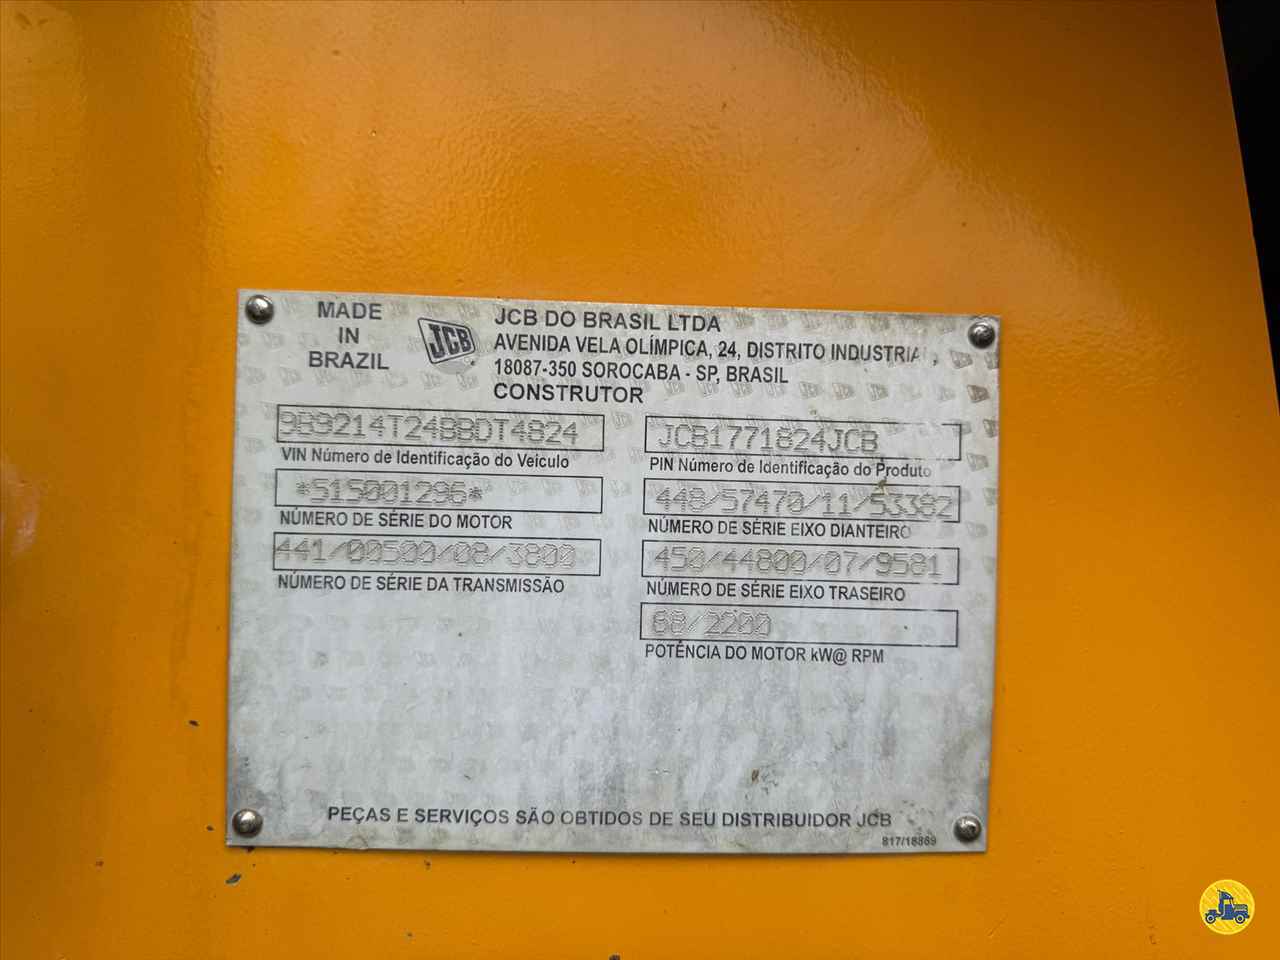 MADE
IN
BRAZIL
JCB
JCB DO BRASIL LTDA
AVENIDA VELA OLÍMPICA, 24, DISTRITO INDUSTRIA ,
18087-350 SOROCABA - SP, BRASIL
CONSTRUTOR
9B9214T24BBDT4824
VIN Número de Identificação do Veículo
*515001296*
NÚMERO DE SÉRIE DO MOTOR
441/00500/08/3800
NÚMERO DE SÉRIE DA TRANSMISSÃO
JCB1771824JCB
PIN Número de Identificação do Produto
448/57470/11/53382
NÚMERO DE SÉRIE EIXO DIANTEIRO
450/44800/07/9581
NÚMERO DE SÉRIE EIXO TRASEIRO
68/2200
POTÊNCIA DO MOTOR kW@ RPM
PEÇAS E SERVIÇOS SÃO OBTIDOS DE SEU DISTRIBUIDOR JCB
817/18869